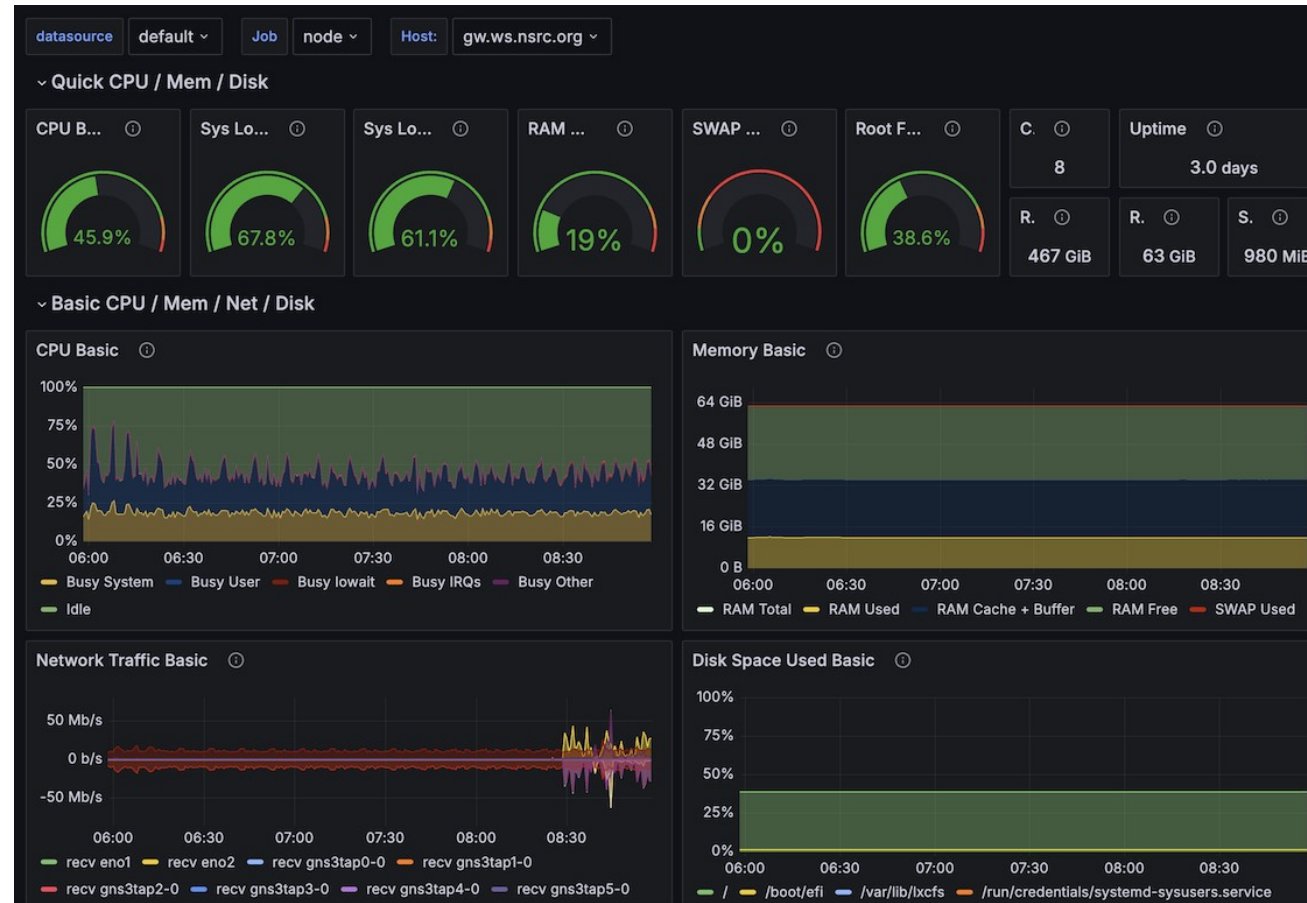 datasource default Job node Host: gw.ws.nsrc.org
Quick CPU / Mem / Disk
CPU B... Sys Lo... Sys Lo... RAM ... SWAP ... Root F... C. Uptime
8 3.0 days
45.9% 67.8% 61.1% 19% 0% 38.6%
R. R. S.
467 GiB 63 GiB 980 MiB
Basic CPU / Mem / Net / Disk
CPU Basic
100%
75%
50%
25%
0%
06:00 06:30 07:00 07:30 08:00 08:30
Busy System Busy User Busy Iowait Busy IRQs Busy Other
Idle
Memory Basic
64 GiB
48 GiB
32 GiB
16 GiB
0 B
06:00 06:30 07:00 07:30 08:00 08:30
RAM Total RAM Used RAM Cache + Buffer RAM Free SWAP Used
Network Traffic Basic
50 Mb/s
0 b/s
-50 Mb/s
06:00 06:30 07:00 07:30 08:00 08:30
recv eno1 recv eno2 recv gns3tap0-0 recv gns3tap1-0
recv gns3tap2-0 recv gns3tap3-0 recv gns3tap4-0 recv gns3tap5-0
Disk Space Used Basic
100%
75%
50%
25%
0%
06:00 06:30 07:00 07:30 08:00 08:30
/ /boot/efi /var/lib/lxcfs /run/credentials/systemd-sysusers.service